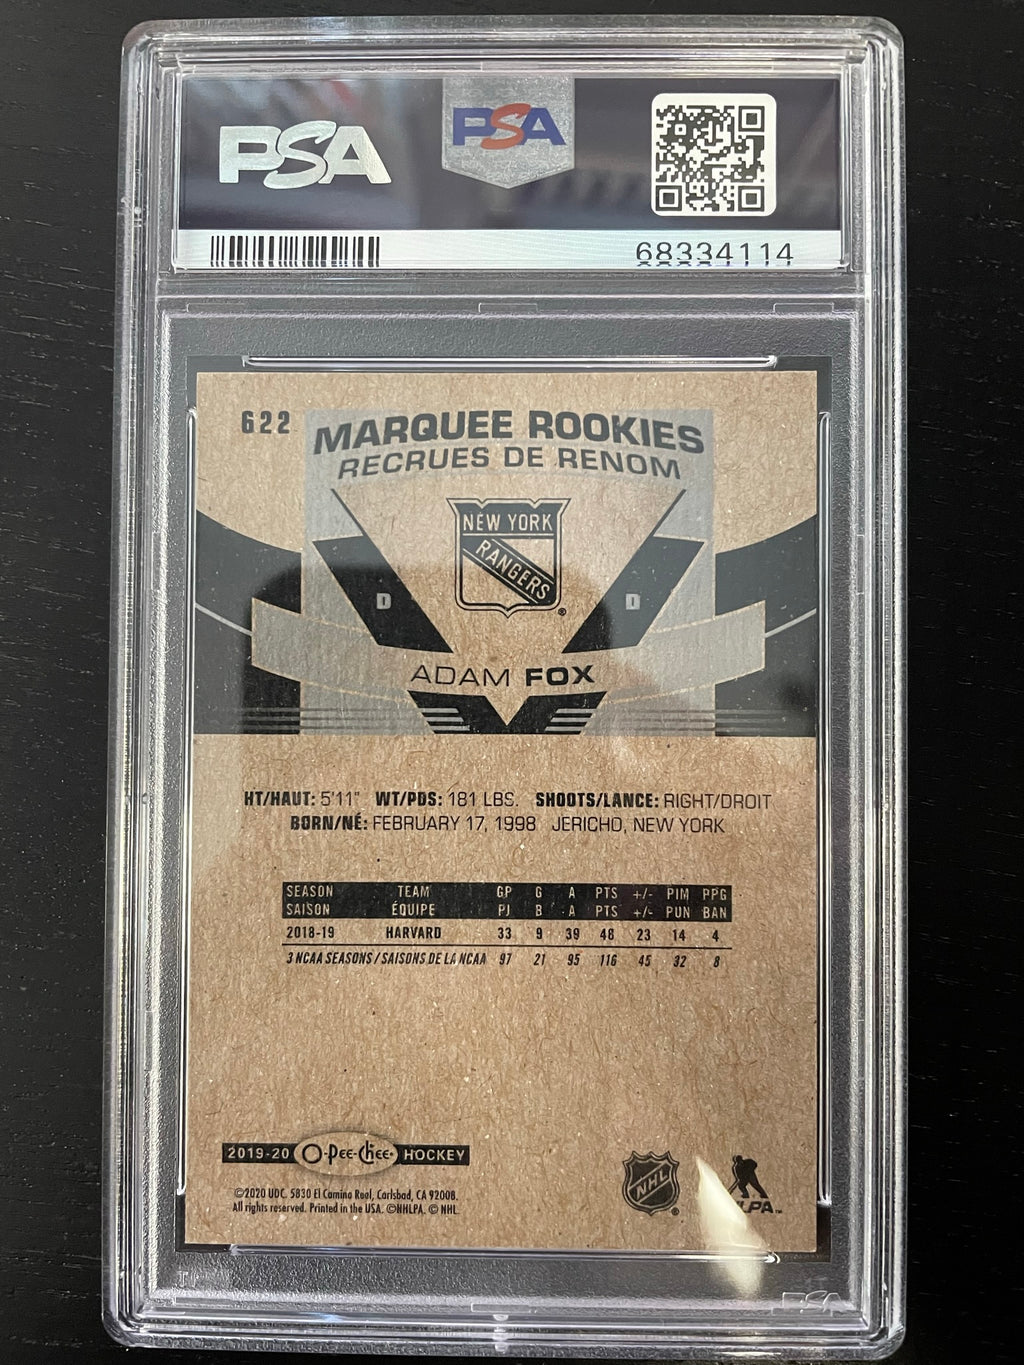 PSA PSA
68334114
622
MARQUEE ROOKIES
RECRUES DE RENOM
NEW YORK
RANGERS
D D
ADAM FOX
HT/HAUT: 5'11" WT/PDS: 181 LBS. SHOOTS/LANCE: RIGHT/DROIT
BORN/NÉ: FEBRUARY 17, 1998 JERICHO, NEW YORK
SEASON TEAM GP G A PTS +/- PIM PPG
SAISON ÉQUIPE PJ B A PTS +/- PUN BAN
2018-19 HARVARD 33 9 39 48 23 14 4
3 NCAA SEASONS / SAISONS DE LA NCAA 97 21 95 116 45 32 8
2019-20 O-Pee-Chee HOCKEY
©2020 UDC. 5830 El Camino Real, Carlsbad, CA 92008.
All rights reserved. Printed in the USA. ©NHLPA. © NHL.
NHL
PSA